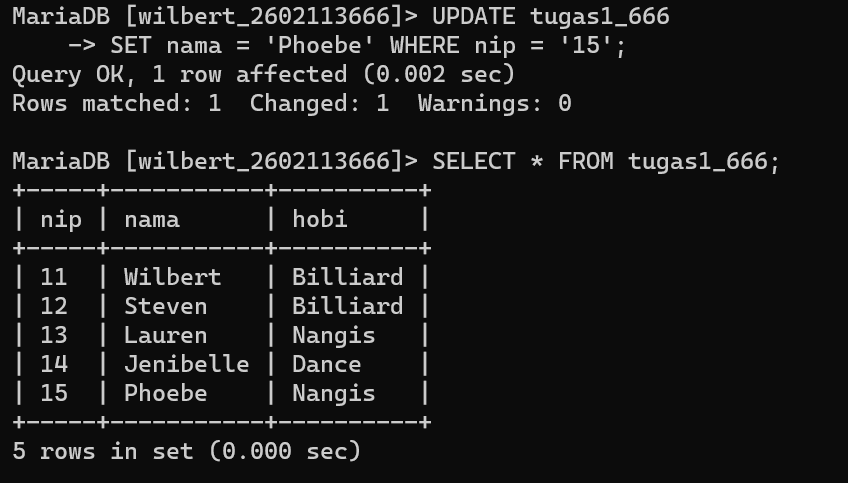 MariaDB [wilbert_2602113666]> UPDATE tugas1_666
    -> SET nama = 'Phoebe' WHERE nip = '15';
Query OK, 1 row affected (0.002 sec)
Rows matched: 1  Changed: 1  Warnings: 0

MariaDB [wilbert_2602113666]> SELECT * FROM tugas1_666;
+-----+-----------+----------+
| nip | nama      | hobi     |
+-----+-----------+----------+
| 11  | Wilbert   | Billiard |
| 12  | Steven    | Billiard |
| 13  | Lauren    | Nangis   |
| 14  | Jenibelle | Dance    |
| 15  | Phoebe    | Nangis   |
+-----+-----------+----------+
5 rows in set (0.000 sec)